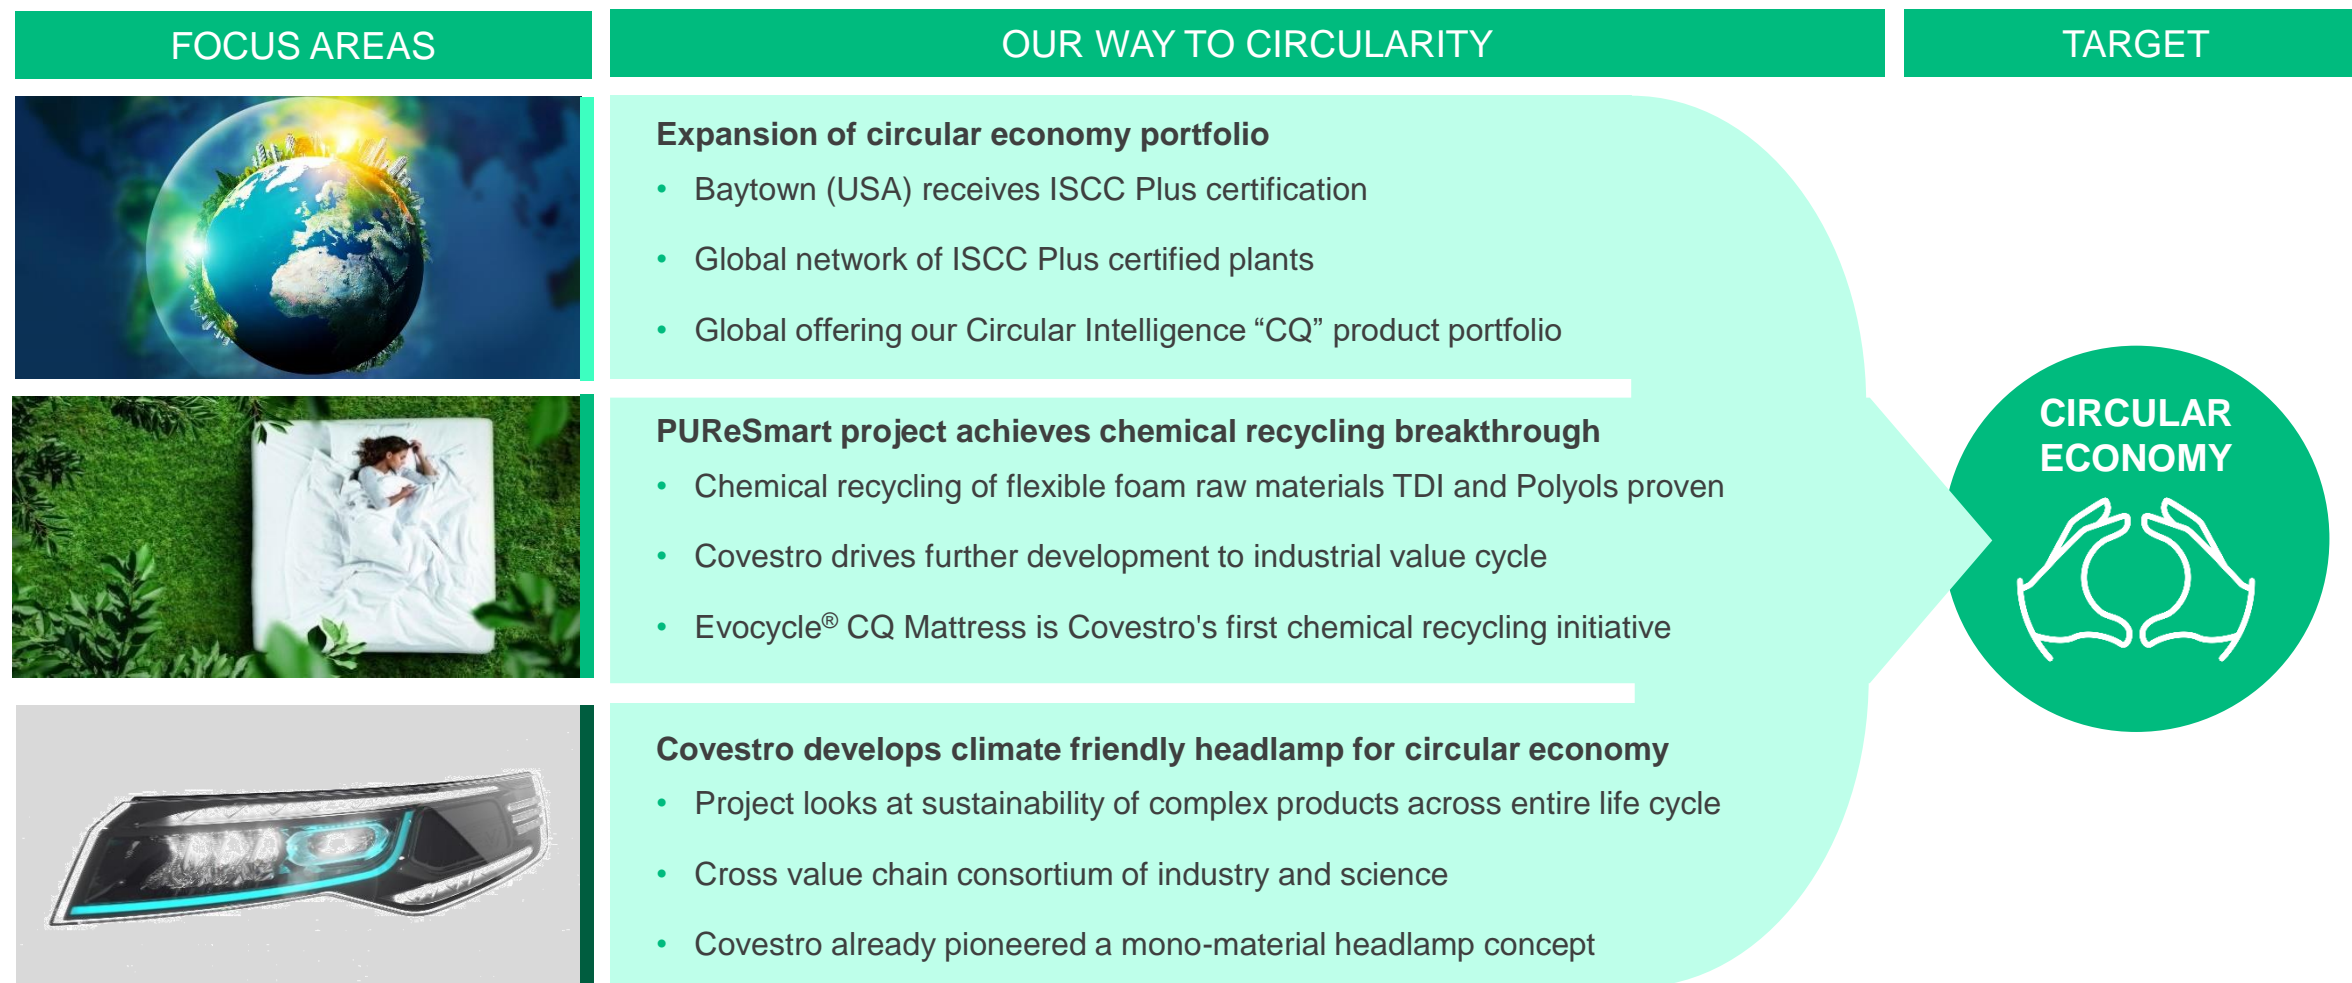 FOCUS AREAS
OUR WAY TO CIRCULARITY
TARGET
Expansion of circular economy portfolio
• Baytown (USA) receives ISCC Plus certification
• Global network of ISCC Plus certified plants
• Global offering our Circular Intelligence “CQ” product portfolio
PUReSmart project achieves chemical recycling breakthrough
• Chemical recycling of flexible foam raw materials TDI and Polyols proven
• Covestro drives further development to industrial value cycle
• Evocycle® CQ Mattress is Covestro's first chemical recycling initiative
Covestro develops climate friendly headlamp for circular economy
• Project looks at sustainability of complex products across entire life cycle
• Cross value chain consortium of industry and science
• Covestro already pioneered a mono-material headlamp concept
CIRCULAR
ECONOMY